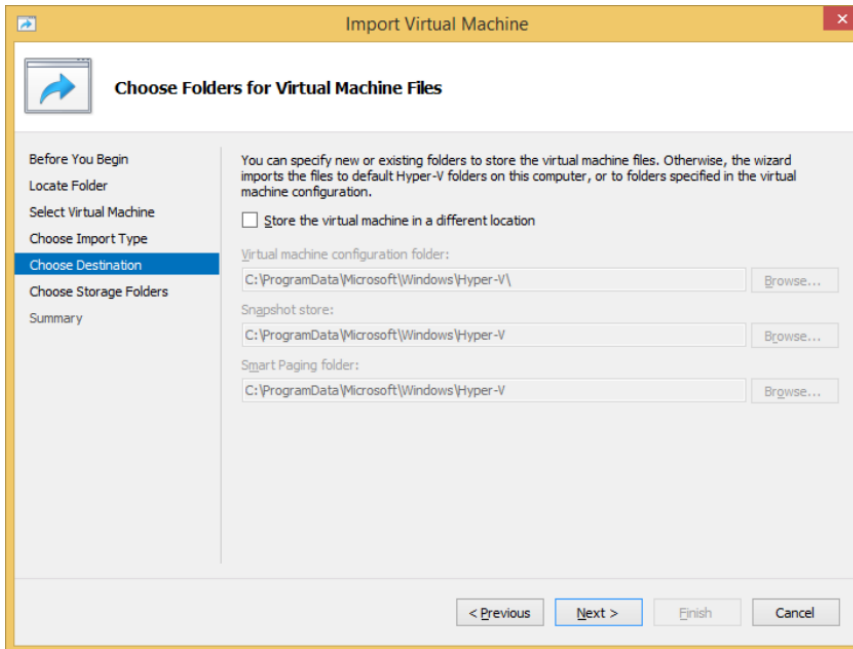 Import Virtual Machine
Choose Folders for Virtual Machine Files
Before You Begin
Locate Folder
Select Virtual Machine
Choose Import Type
Choose Destination
Choose Storage Folders
Summary
You can specify new or existing folders to store the virtual machine files. Otherwise, the wizard
imports the files to default Hyper-V folders on this computer, or to folders specified in the virtual
machine configuration.
Store the virtual machine in a different location
Virtual machine configuration folder:
C:\ProgramData\Microsoft\Windows\Hyper-V\
Browse...
Snapshot store:
C:\ProgramData\Microsoft\Windows\Hyper-V
Browse...
Smart Paging folder:
C:\ProgramData\Microsoft\Windows\Hyper-V
Browse...
< Previous
Next >
Finish
Cancel